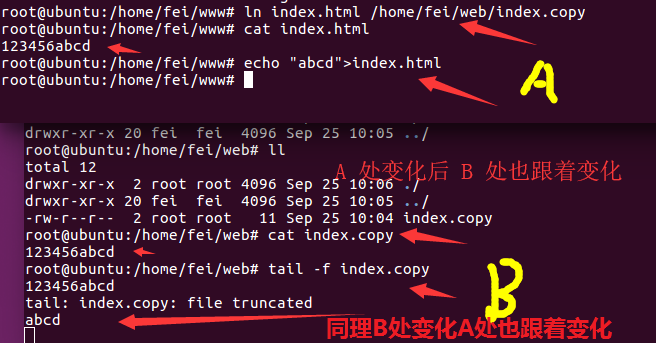 root@ubuntu:/home/fei/www# ln index.html /home/fei/web/index.copy
root@ubuntu:/home/fei/www# cat index.html
123456abcd
root@ubuntu:/home/fei/www# echo "abcd">index.html
root@ubuntu:/home/fei/www#
A
drwxr-xr-x 20 fei  fei  4096 Sep 25 10:05 ../
root@ubuntu:/home/fei/web# ll
total 12
A 处变化后 B 处也跟着变化
drwxr-xr-x  2 root root 4096 Sep 25 10:06 ./
drwxr-xr-x 20 fei  fei  4096 Sep 25 10:05 ../
-rw-r--r--  2 root root   11 Sep 25 10:04 index.copy
root@ubuntu:/home/fei/web# cat index.copy
123456abcd
root@ubuntu:/home/fei/web# tail -f index.copy
123456abcd
B
tail: index.copy: file truncated
abcd
同理B处变化A处也跟着变化